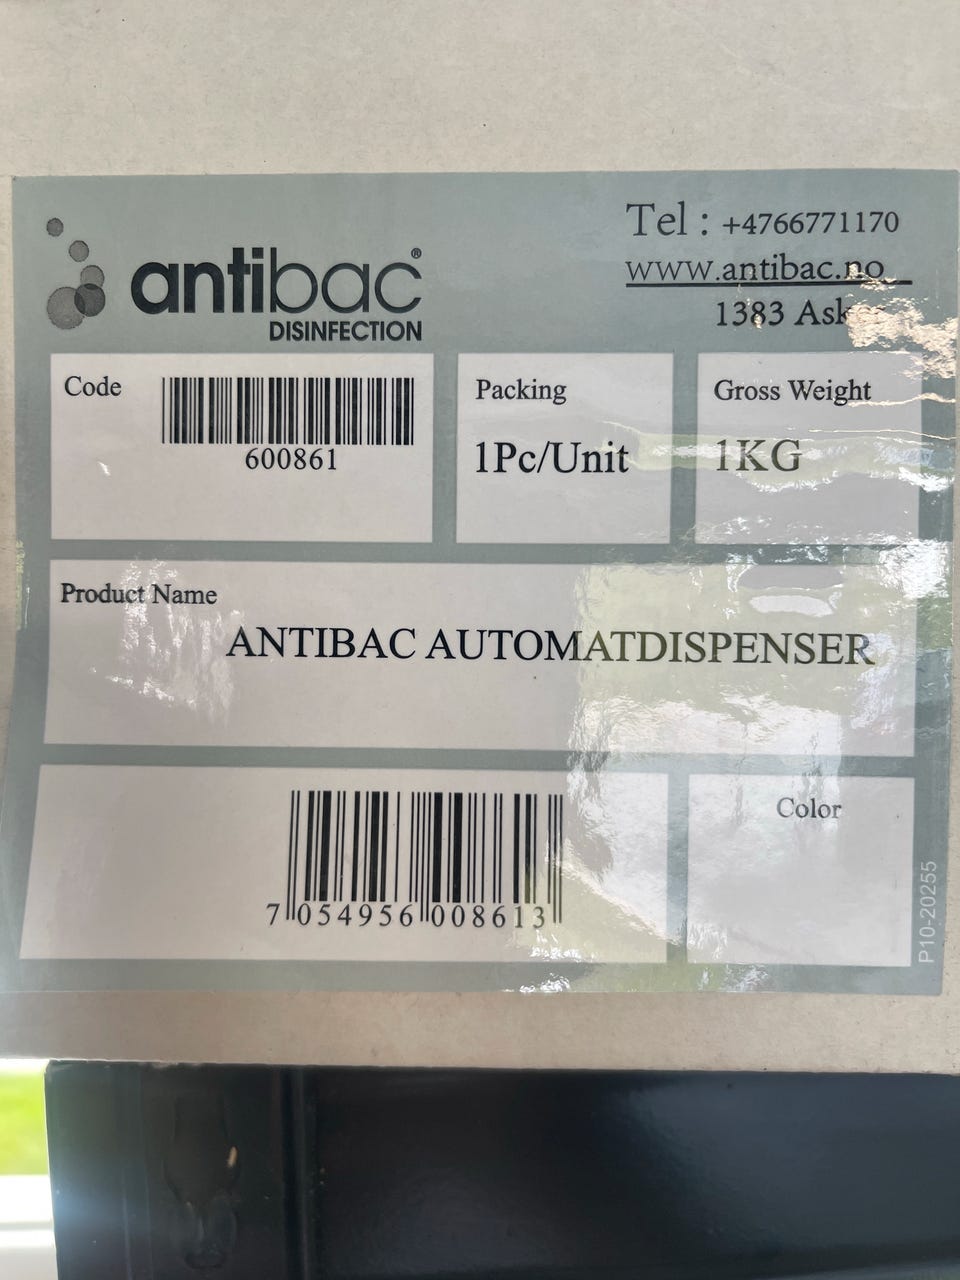 antibac®
DISINFECTION
Tel : +4766771170
www.antibac.no
1383
Code
600861
Packing
1Pc/Unit
Gross Weight
1KG
Product Name
ANTIBAC AUTOMATDISPENSER
7 054956 008613
Color
P10-20255